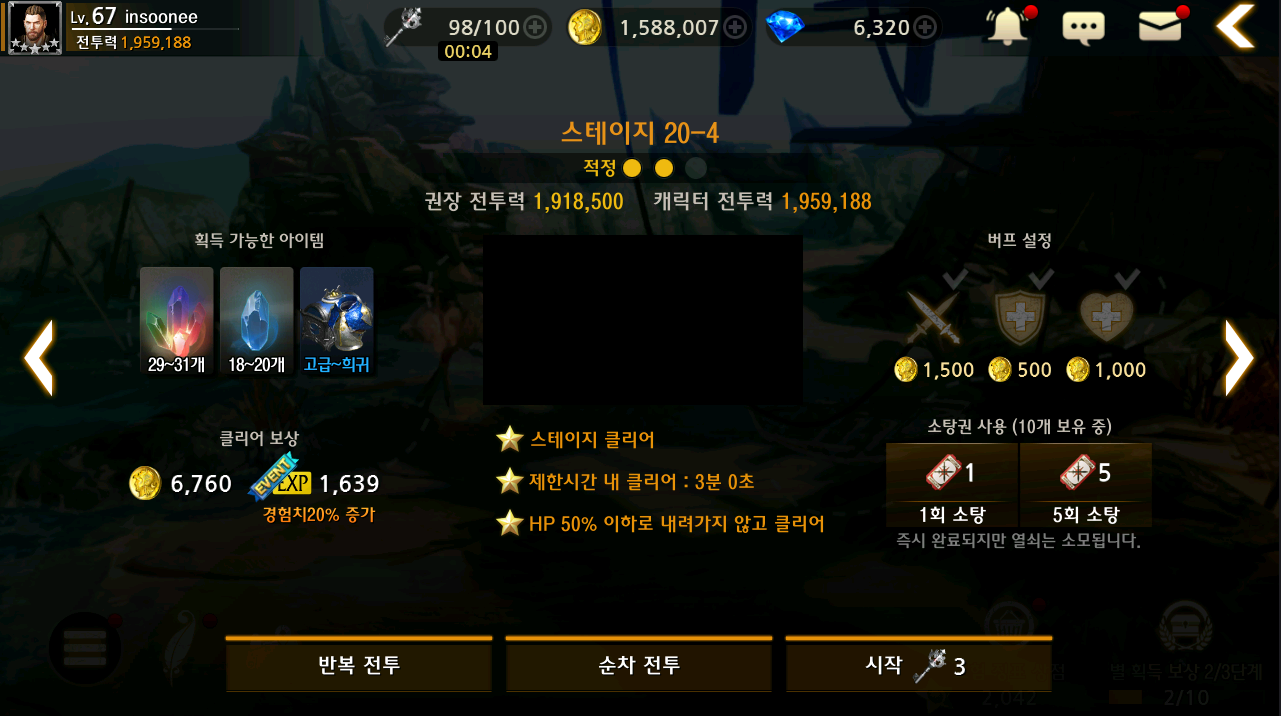 Lv.67 insoonee
전투력 1,959,188
98/100
00:04
1,588,007
6,320
스테이지 20-4
적정
권장 전투력 1,918,500 캐릭터 전투력 1,959,188
획득 가능한 아이템
29~31개
18~20개
고급~희귀
버프 설정
1,500
500
1,000
클리어 보상
6,760
EVENT
EXP
1,639
경험치20% 증가
스테이지 클리어
제한시간 내 클리어 : 3분 0초
HP 50% 이하로 내려가지 않고 클리어
소탕권 사용 (10개 보유 중)
1
1회 소탕
5
5회 소탕
즉시 완료되지만 열쇠는 소모됩니다.
반복 전투
순차 전투
시작 3
별 획득 보상 2/3단계
2,042
2/10